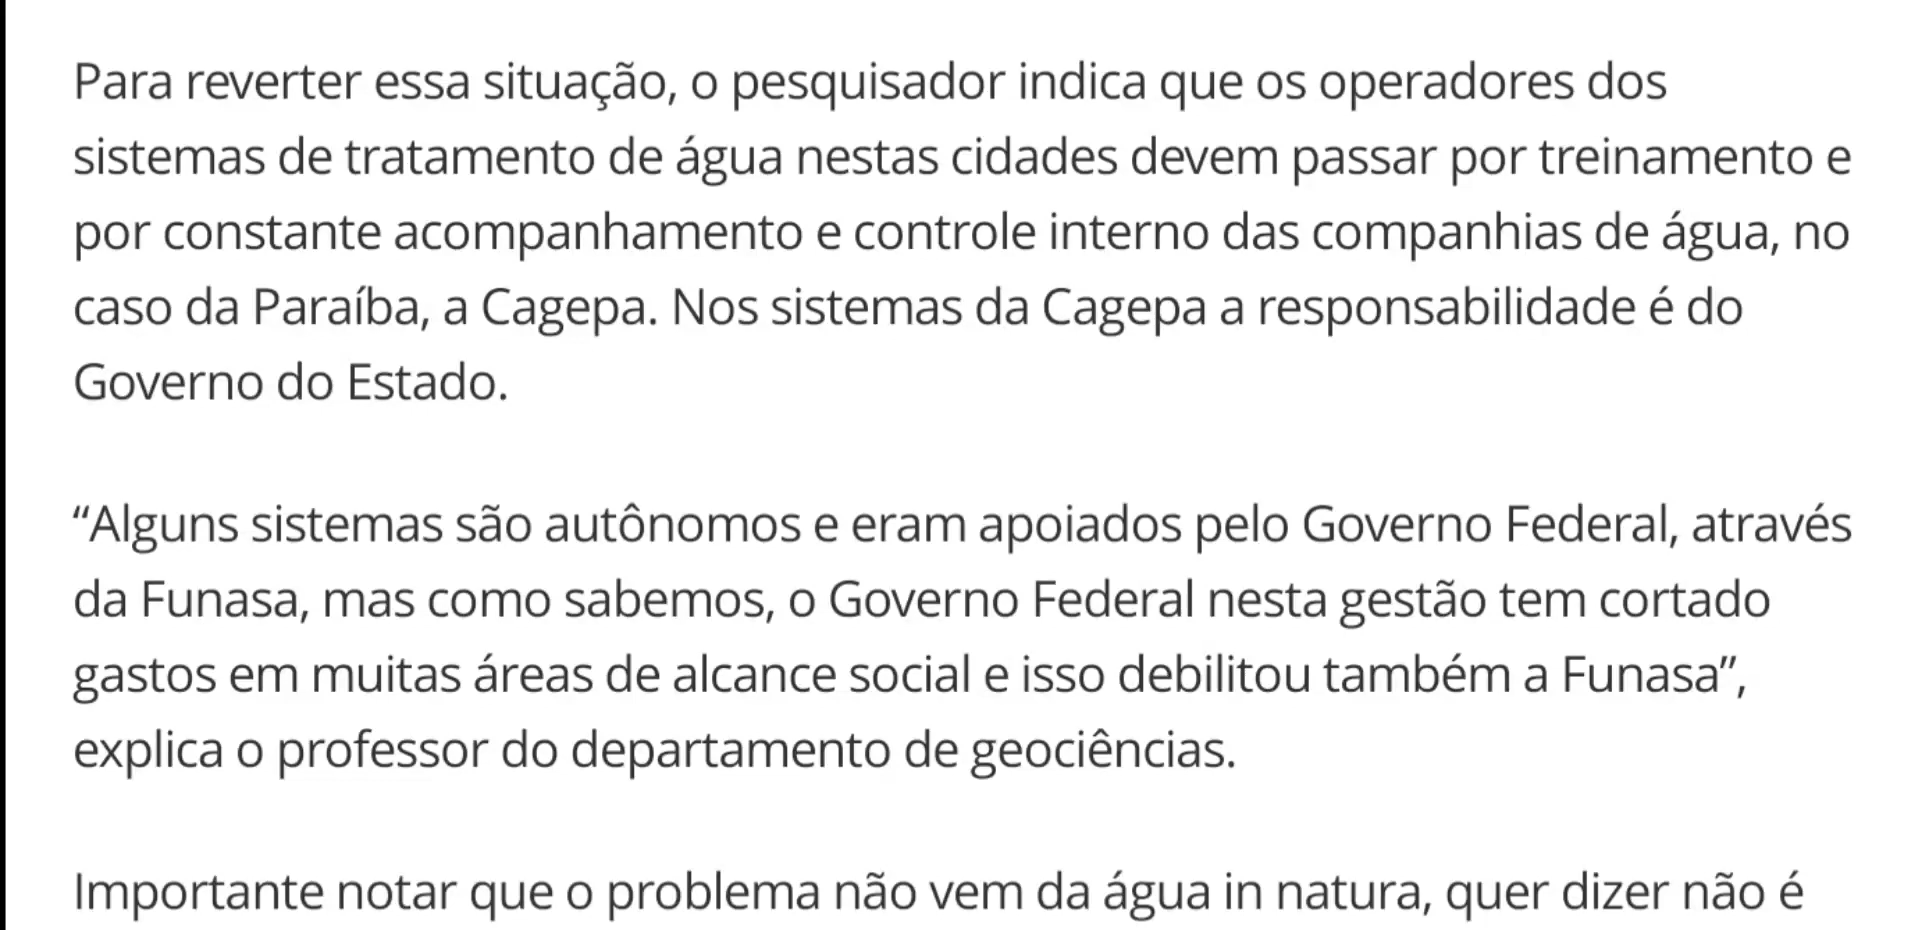 Para reverter essa situação, o pesquisador indica que os operadores dos
sistemas de tratamento de água nestas cidades devem passar por treinamento e
por constante acompanhamento e controle interno das companhias de água, no
caso da Paraíba, a Cagepa. Nos sistemas da Cagepa a responsabilidade é do
Governo do Estado.
“Alguns sistemas são autônomos e eram apoiados pelo Governo Federal, através
da Funasa, mas como sabemos, o Governo Federal nesta gestão tem cortado
gastos em muitas áreas de alcance social e isso debilitou também a Funasa”,
explica o professor do departamento de geociências.
Importante notar que o problema não vem da água in natura, quer dizer não é